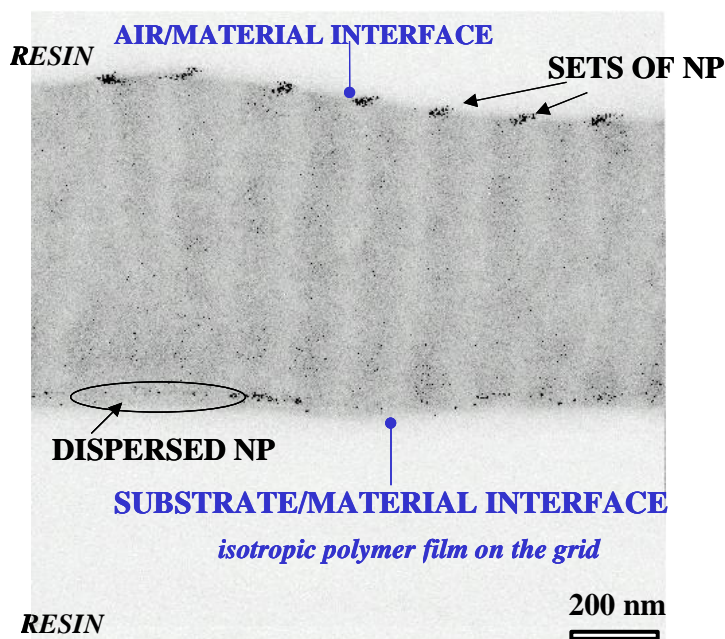 AIR/MATERIAL INTERFACE
RESIN
SETS OF NP
DISPERSED NP
SUBSTRATE/MATERIAL INTERFACE
isotropic polymer film on the grid
200 nm
RESIN